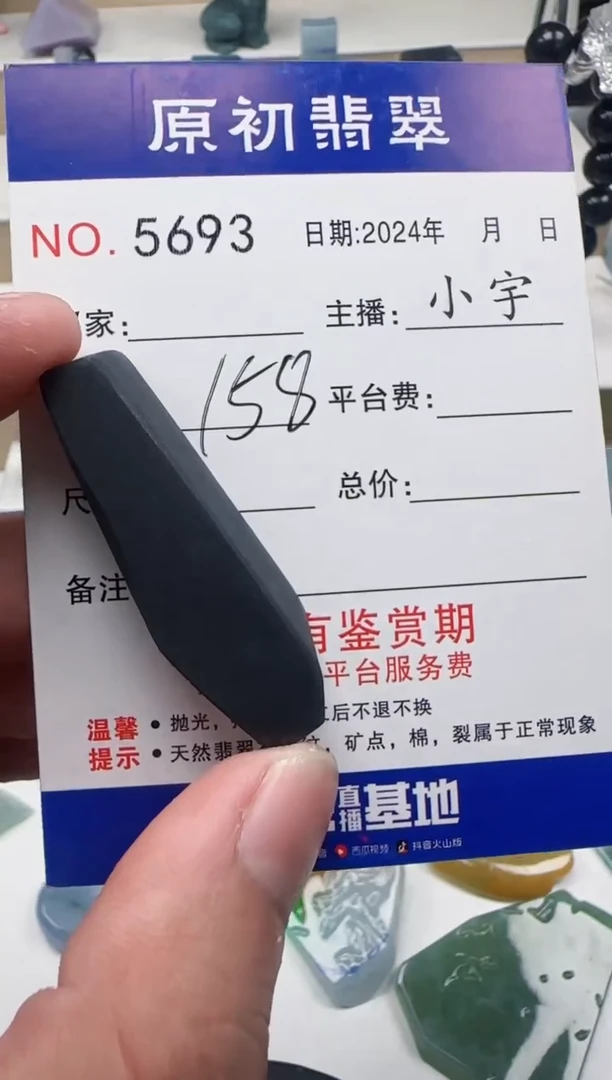 原初翡翠
NO. 5693 日期:2024年 月 日
家: 主播: 小宇
158 平台费:
尺 总价:
备注
有鉴赏期
平台服务费
温馨提示
• 抛光, 后不退不换
• 天然翡翠 纹, 矿点, 棉, 裂属于正常现象
直播基地
西瓜视频 抖音火山版